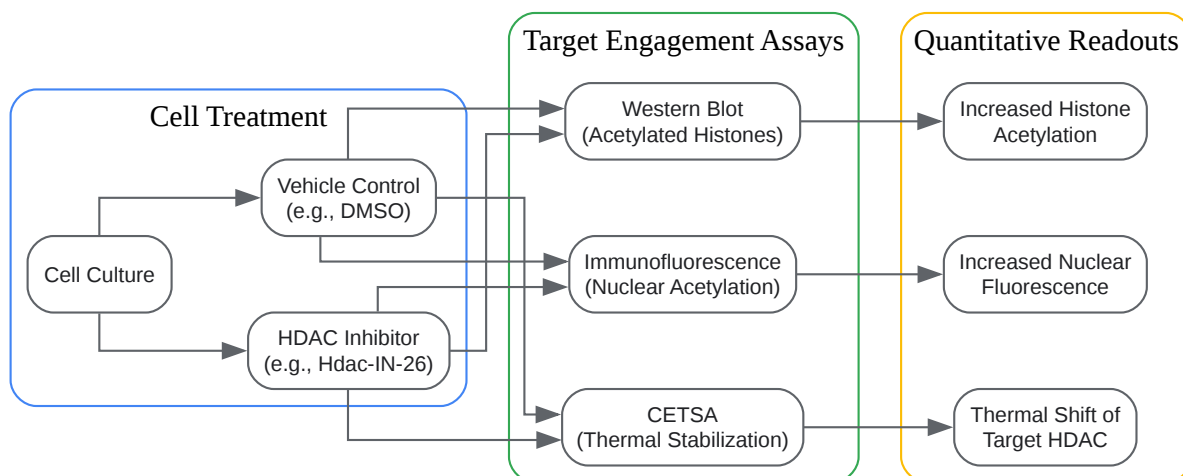 Cell Treatment
Cell Culture
Vehicle Control
(e.g., DMSO)
HDAC Inhibitor
(e.g., Hdac-IN-26)
Target Engagement Assays
Western Blot
(Acetylated Histones)
Immunofluorescence
(Nuclear Acetylation)
CETSA
(Thermal Stabilization)
Quantitative Readouts
Increased Histone
Acetylation
Increased Nuclear
Fluorescence
Thermal Shift of
Target HDAC